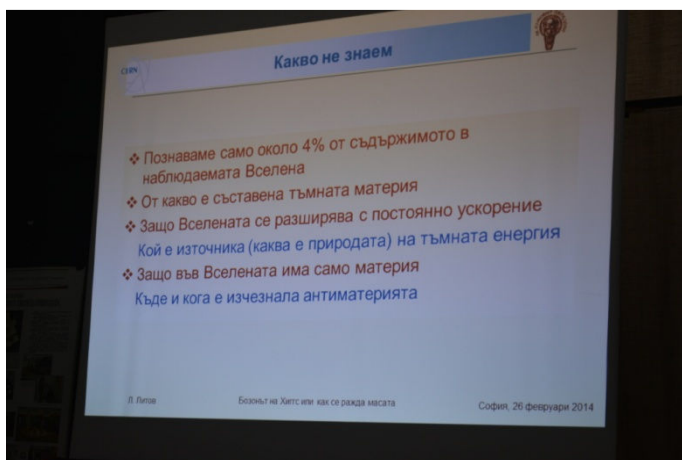 CERN
Какво не знаем
❖ Познаваме само около 4% от съдържимото в
наблюдаемата Вселена
❖ От какво е съставена тъмната материя
❖ Защо Вселената се разширява с постоянно ускорение
Кой е източника (каква е природата) на тъмната енергия
❖ Защо във Вселената има само материя
Къде и кога е изчезнала антиматерията
Л. Литов
Бозонът на Хигс или как се ражда масата
София, 26 февруари 2014